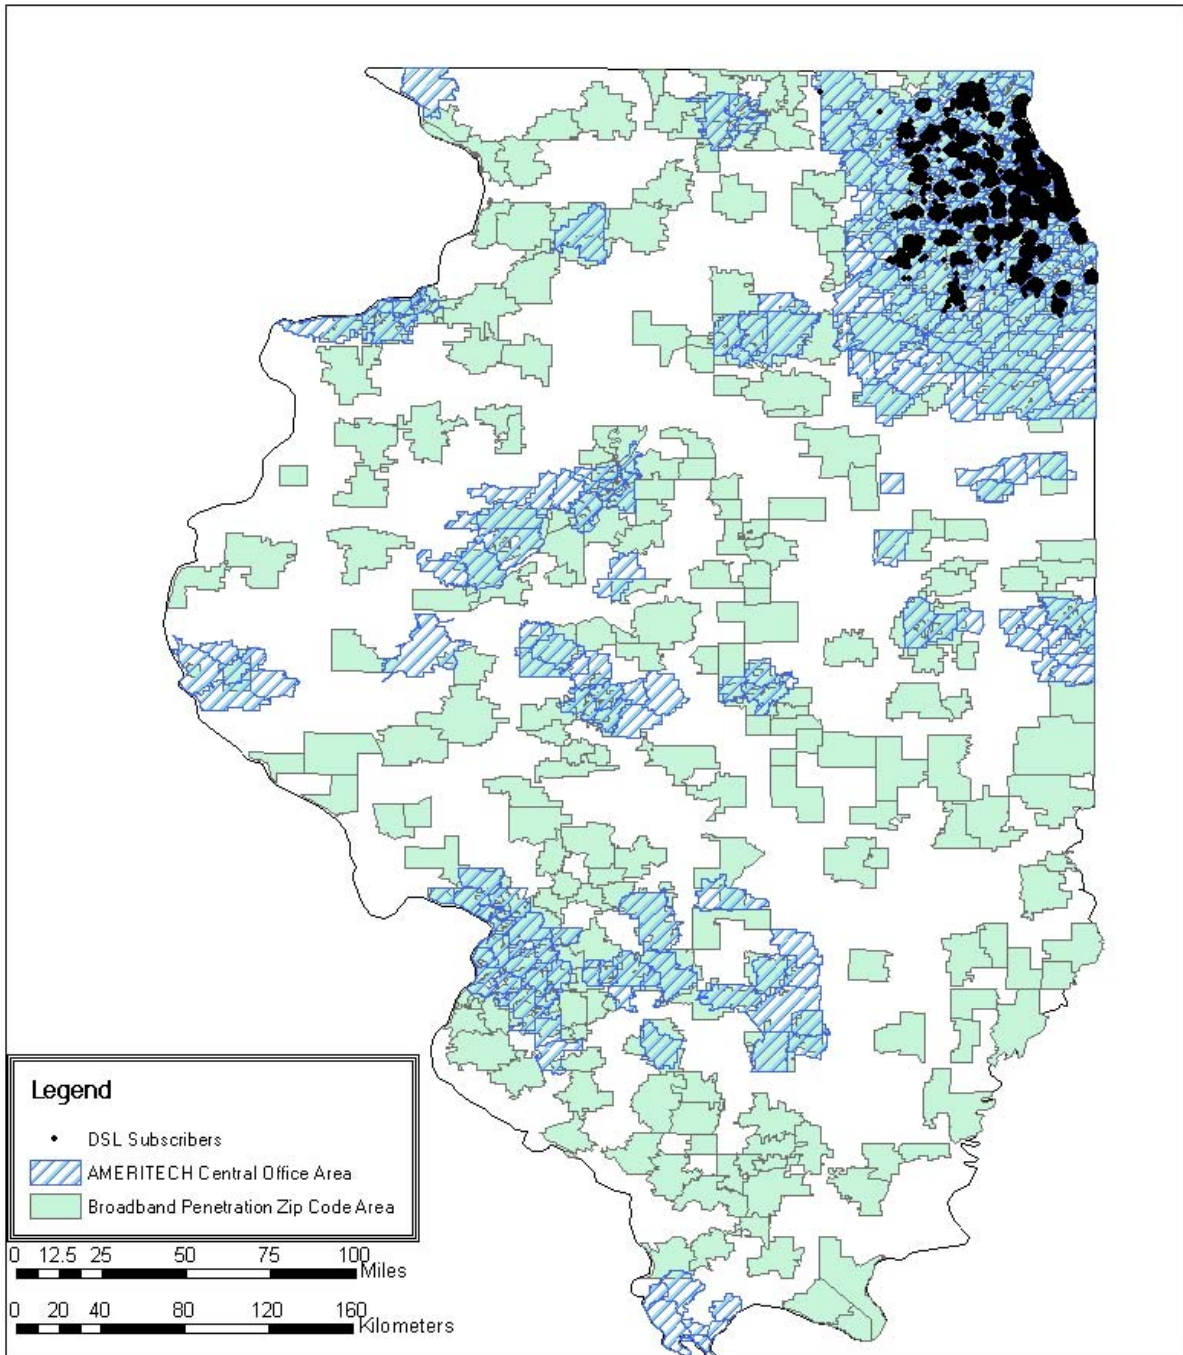 Legend
DSL Subscribers
AMERITECH Central Office Area
Broadband Penetration Zip Code Area
0 12.5 25 50 75 100 Miles
0 20 40 80 120 160 Kilometers